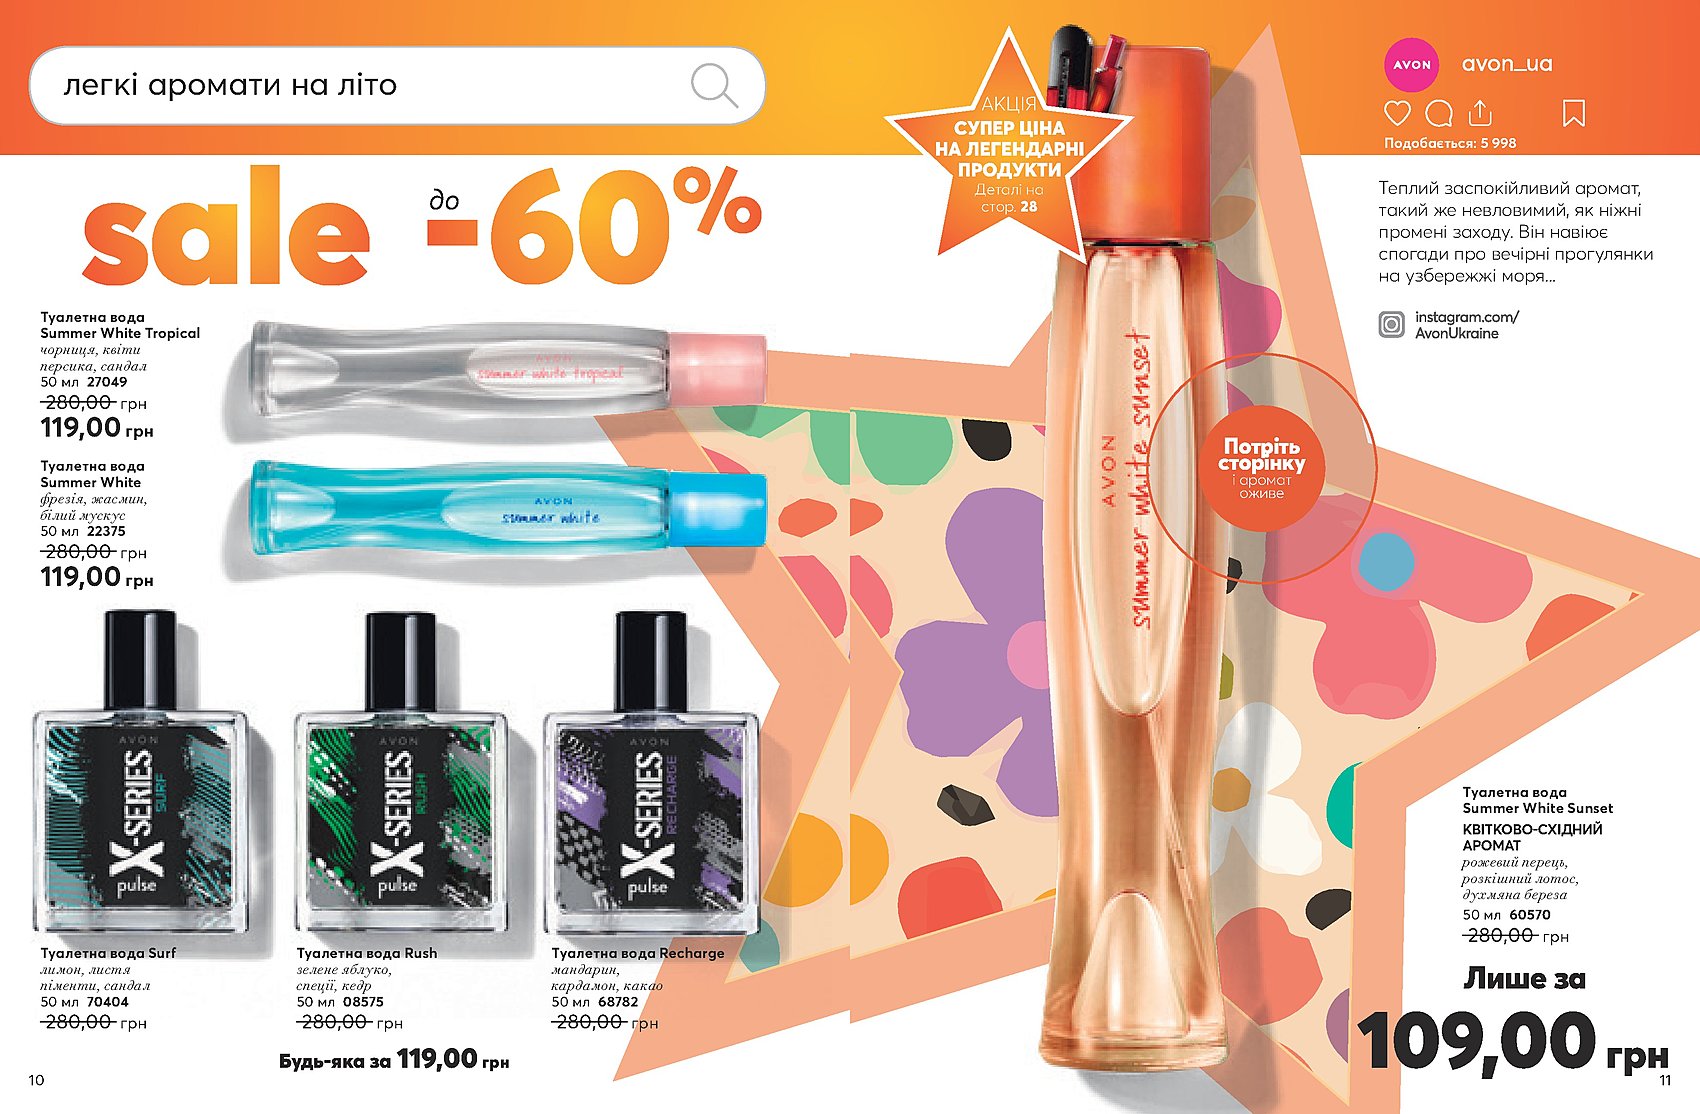 легкі аромати на літо
sale до -60%
Туалетна вода
Summer White Tropical
чорниця, квіти
персика, сандал
50 мл 27049
280,00 грн
119,00 грн
AVON
summer white tropical
Туалетна вода
Summer White
фрезія, жасмин,
білий мускус
50 мл 22375
280,00 грн
119,00 грн
AVON
summer white
AVON
X-SERIES
SURF
pulse
AVON
X-SERIES
RUSH
pulse
AVON
X-SERIES
RECHARGE
pulse
Туалетна вода Surf
лимон, листя
піменти, сандал
50 мл 70404
280,00 грн
Туалетна вода Rush
зелене яблуко,
спеції, кедр
50 мл 08575
280,00 грн
Туалетна вода Recharge
мандарин,
кардамон, какао
50 мл 68782
280,00 грн
Будь-яка за 119,00 грн
10
АКЦІЯ
СУПЕР ЦІНА
НА ЛЕГЕНДАРНІ
ПРОДУКТИ
Деталі на
стор. 28
AVON
summer white sunset
AVON
avon_ua
Подобається: 5 998
Теплий заспокійливий аромат,
такий же невловимий, як ніжні
промені заходу. Він навіює
спогади про вечірні прогулянки
на узбережжі моря...
instagram.com/
AvonUkraine
Потріть
сторінку
і аромат
оживе
Туалетна вода
Summer White Sunset
КВІТКОВО-СХІДНИЙ
АРОМАТ
рожевий перець,
розкішний лотос,
духмяна береза
50 мл 60570
280,00 грн
Лише за
109,00 грн
11